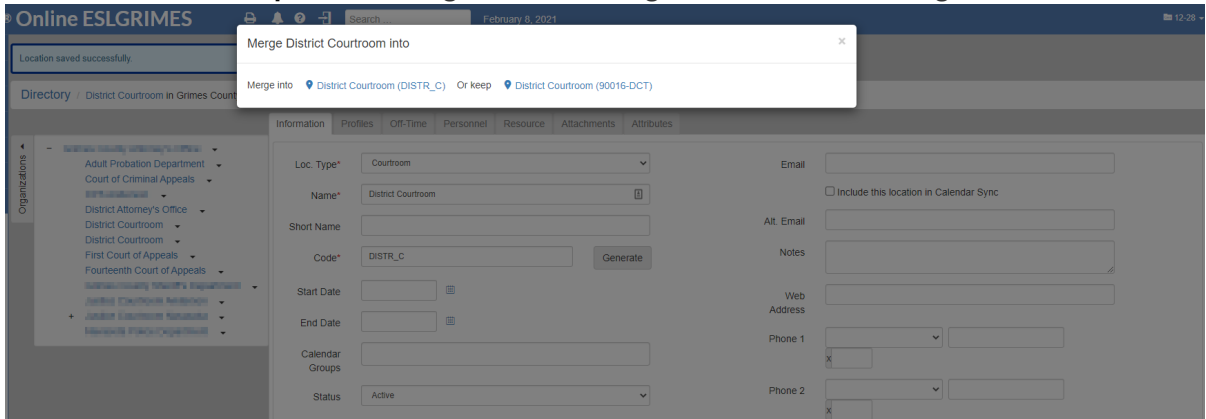 Online ESLGRIMES
Search ...
February 8, 2021
12-28
Location saved successfully.
Merge District Courtroom into
×
Merge into District Courtroom (DISTR_C) Or keep District Courtroom (90016-DCT)
Directory / District Courtroom in Grimes Count
Information Profiles Off-Time Personnel Resource Attachments Attributes
Organizations
Adult Probation Department
Court of Criminal Appeals
District Attorney's Office
District Courtroom
District Courtroom
First Court of Appeals
Fourteenth Court of Appeals
Loc. Type* Courtroom
Name* District Courtroom
Short Name
Code* DISTR_C Generate
Start Date
End Date
Calendar
Groups
Status Active
Email
Include this location in Calendar Sync
Alt. Email
Notes
Web
Address
Phone 1
x
Phone 2
x